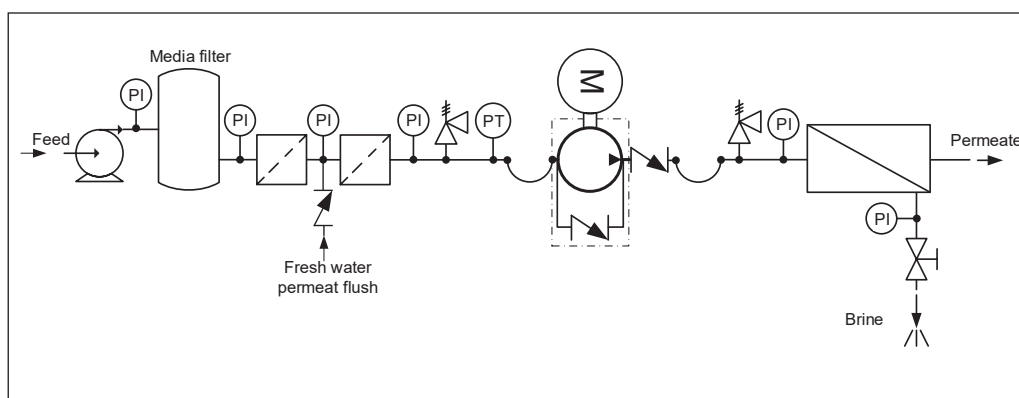 Media filter
PI
Feed
PI
PI
PI
PT
M
PI
Permeate
PI
Fresh water
permeat flush
Brine